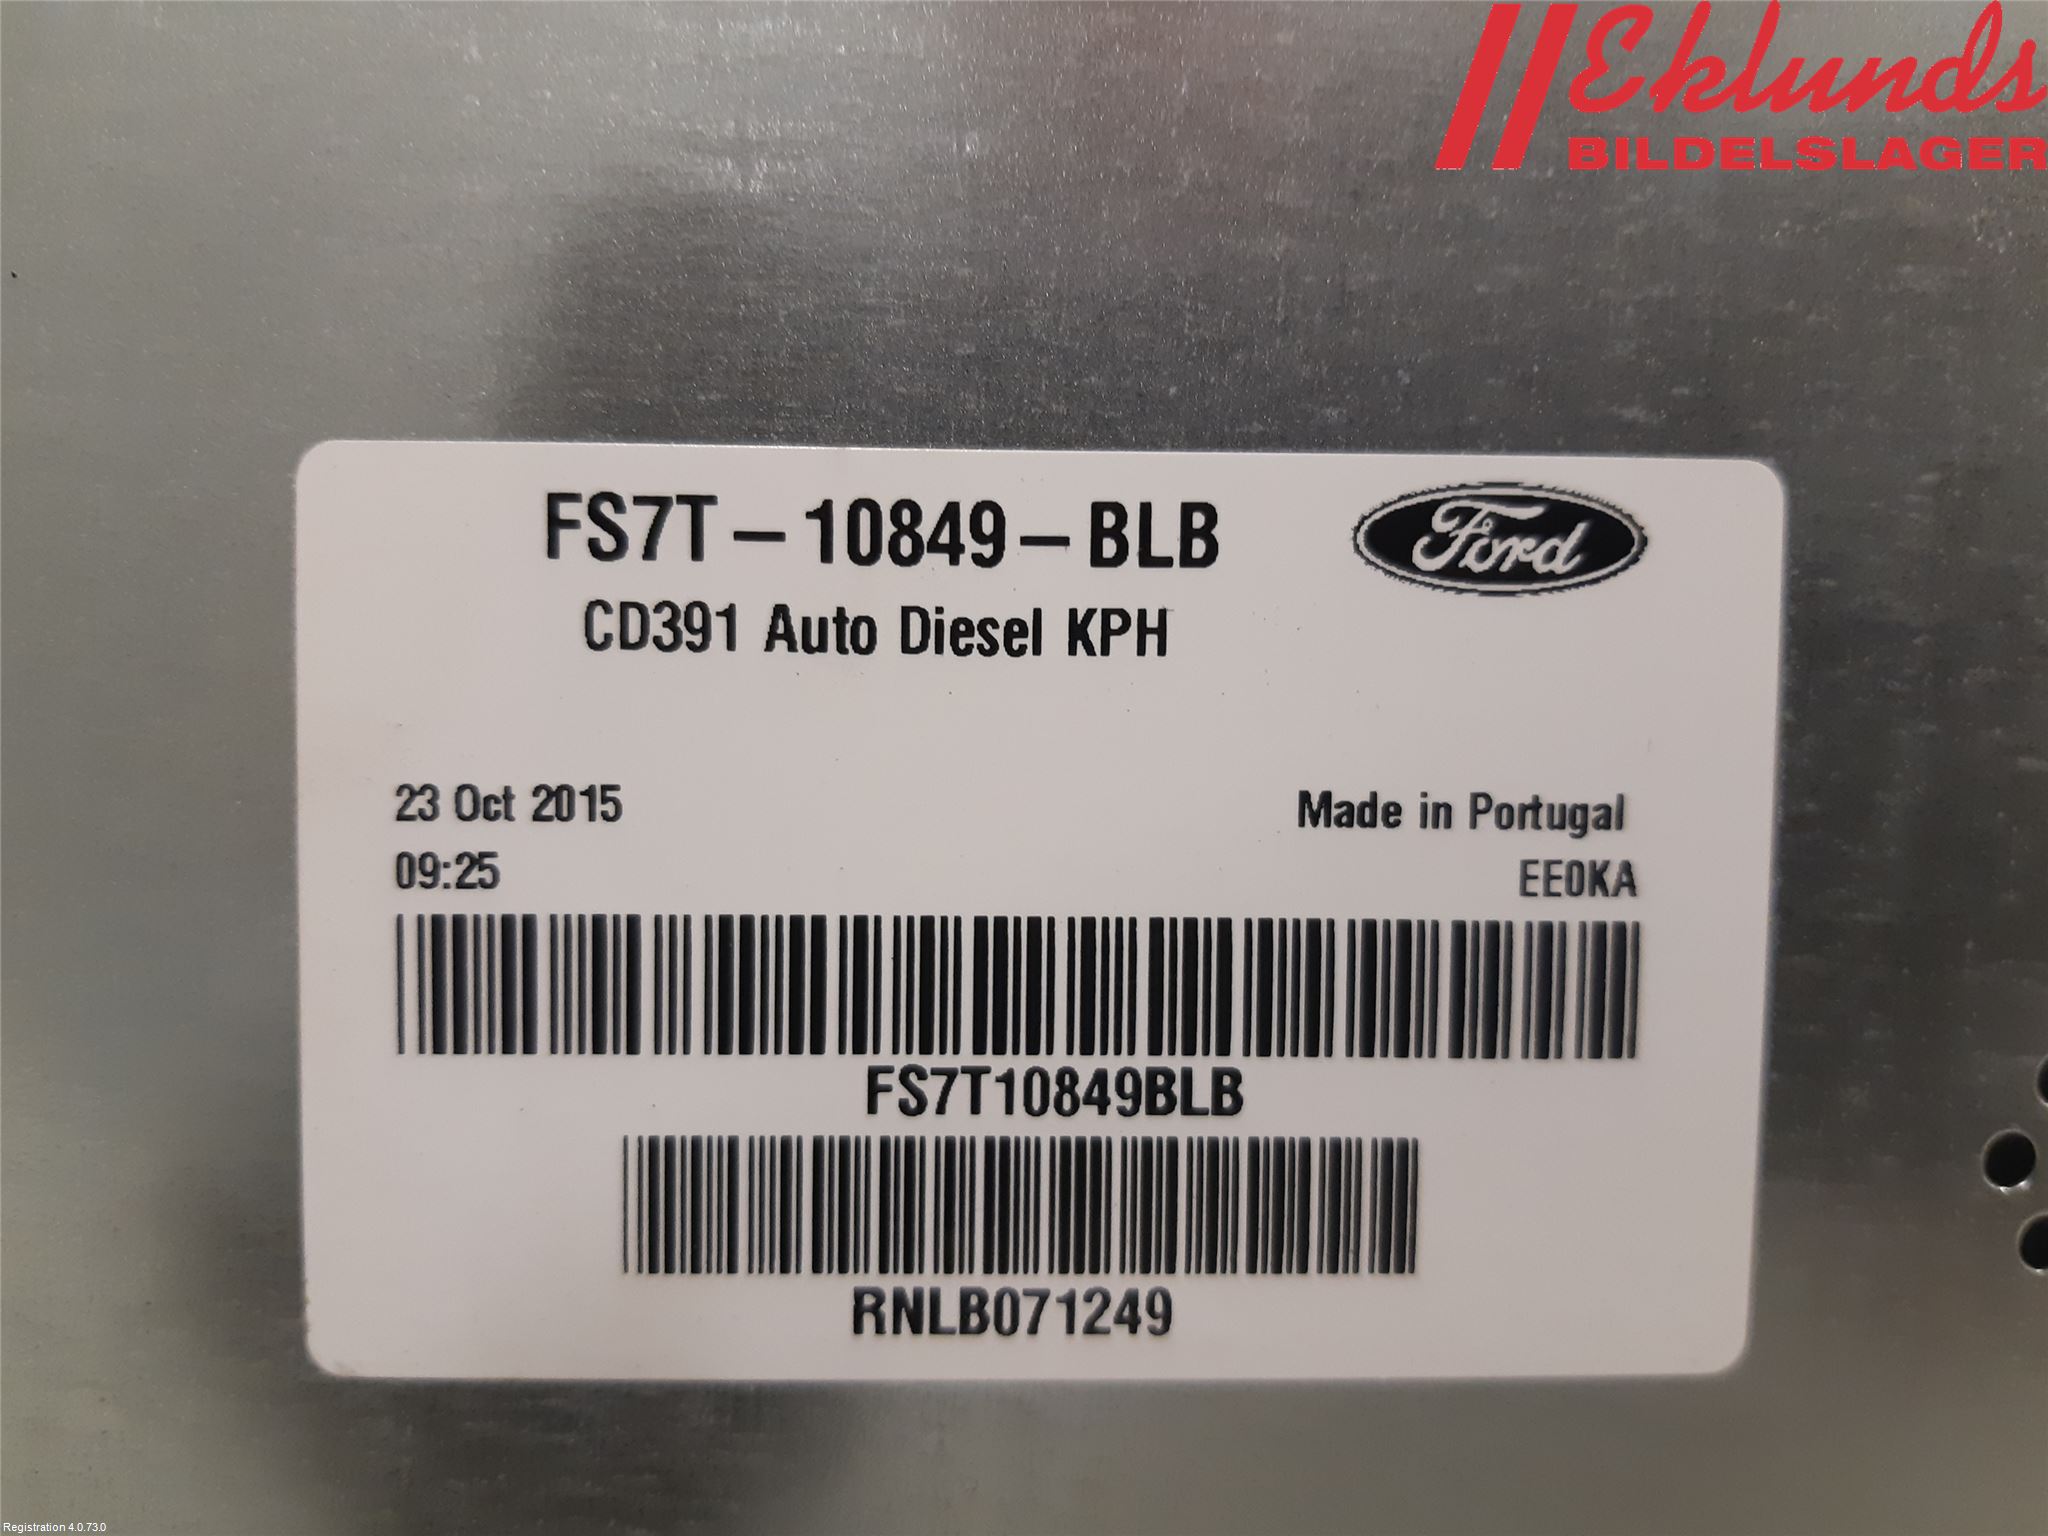 Eklunds
BILDELSLAGER
FS7T-10849-BLB
Ford
CD391 Auto Diesel KPH
23 Oct 2015
Made in Portugal
09:25
EE0KA
FS7T10849BLB
RNLB071249
Registration 4.0.73.0